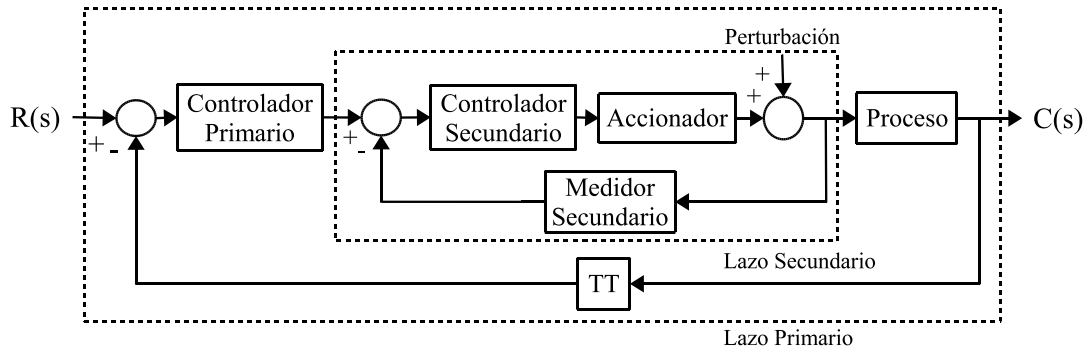 Perturbación
+
+
R(s)
+
-
Controlador
Primario
+
-
Controlador
Secundario
Accionador
Proceso
C(s)
Medidor
Secundario
Lazo Secundario
TT
Lazo Primario